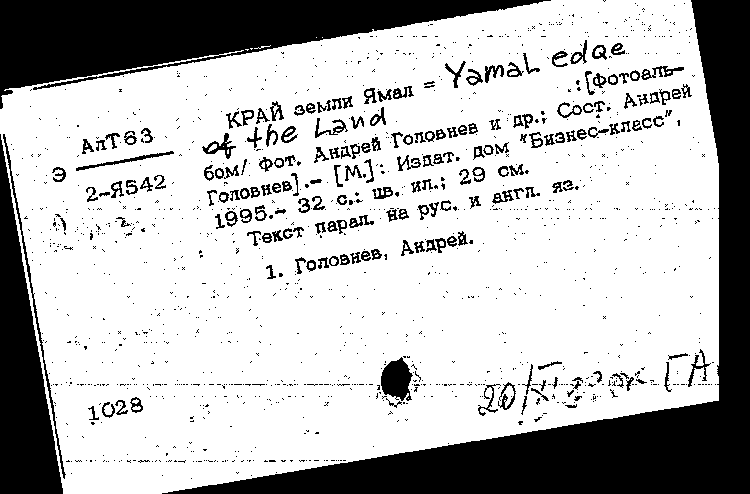 КРАЙ земли Ямал = Yamal edge
of the Land :[Фотоаль-
бом/ Фот. Андрей Головнев и др.; Сост. Андрей
Головнев].- [М.]: Издат. дом "Бизнес-класс",
1995.- 32 с.: цв. ил.; 29 см.
Текст парал. на рус. и англ. яз.
1. Головнев, Андрей.
АлТ63
Э
2-Я542
1028
20/XI [А